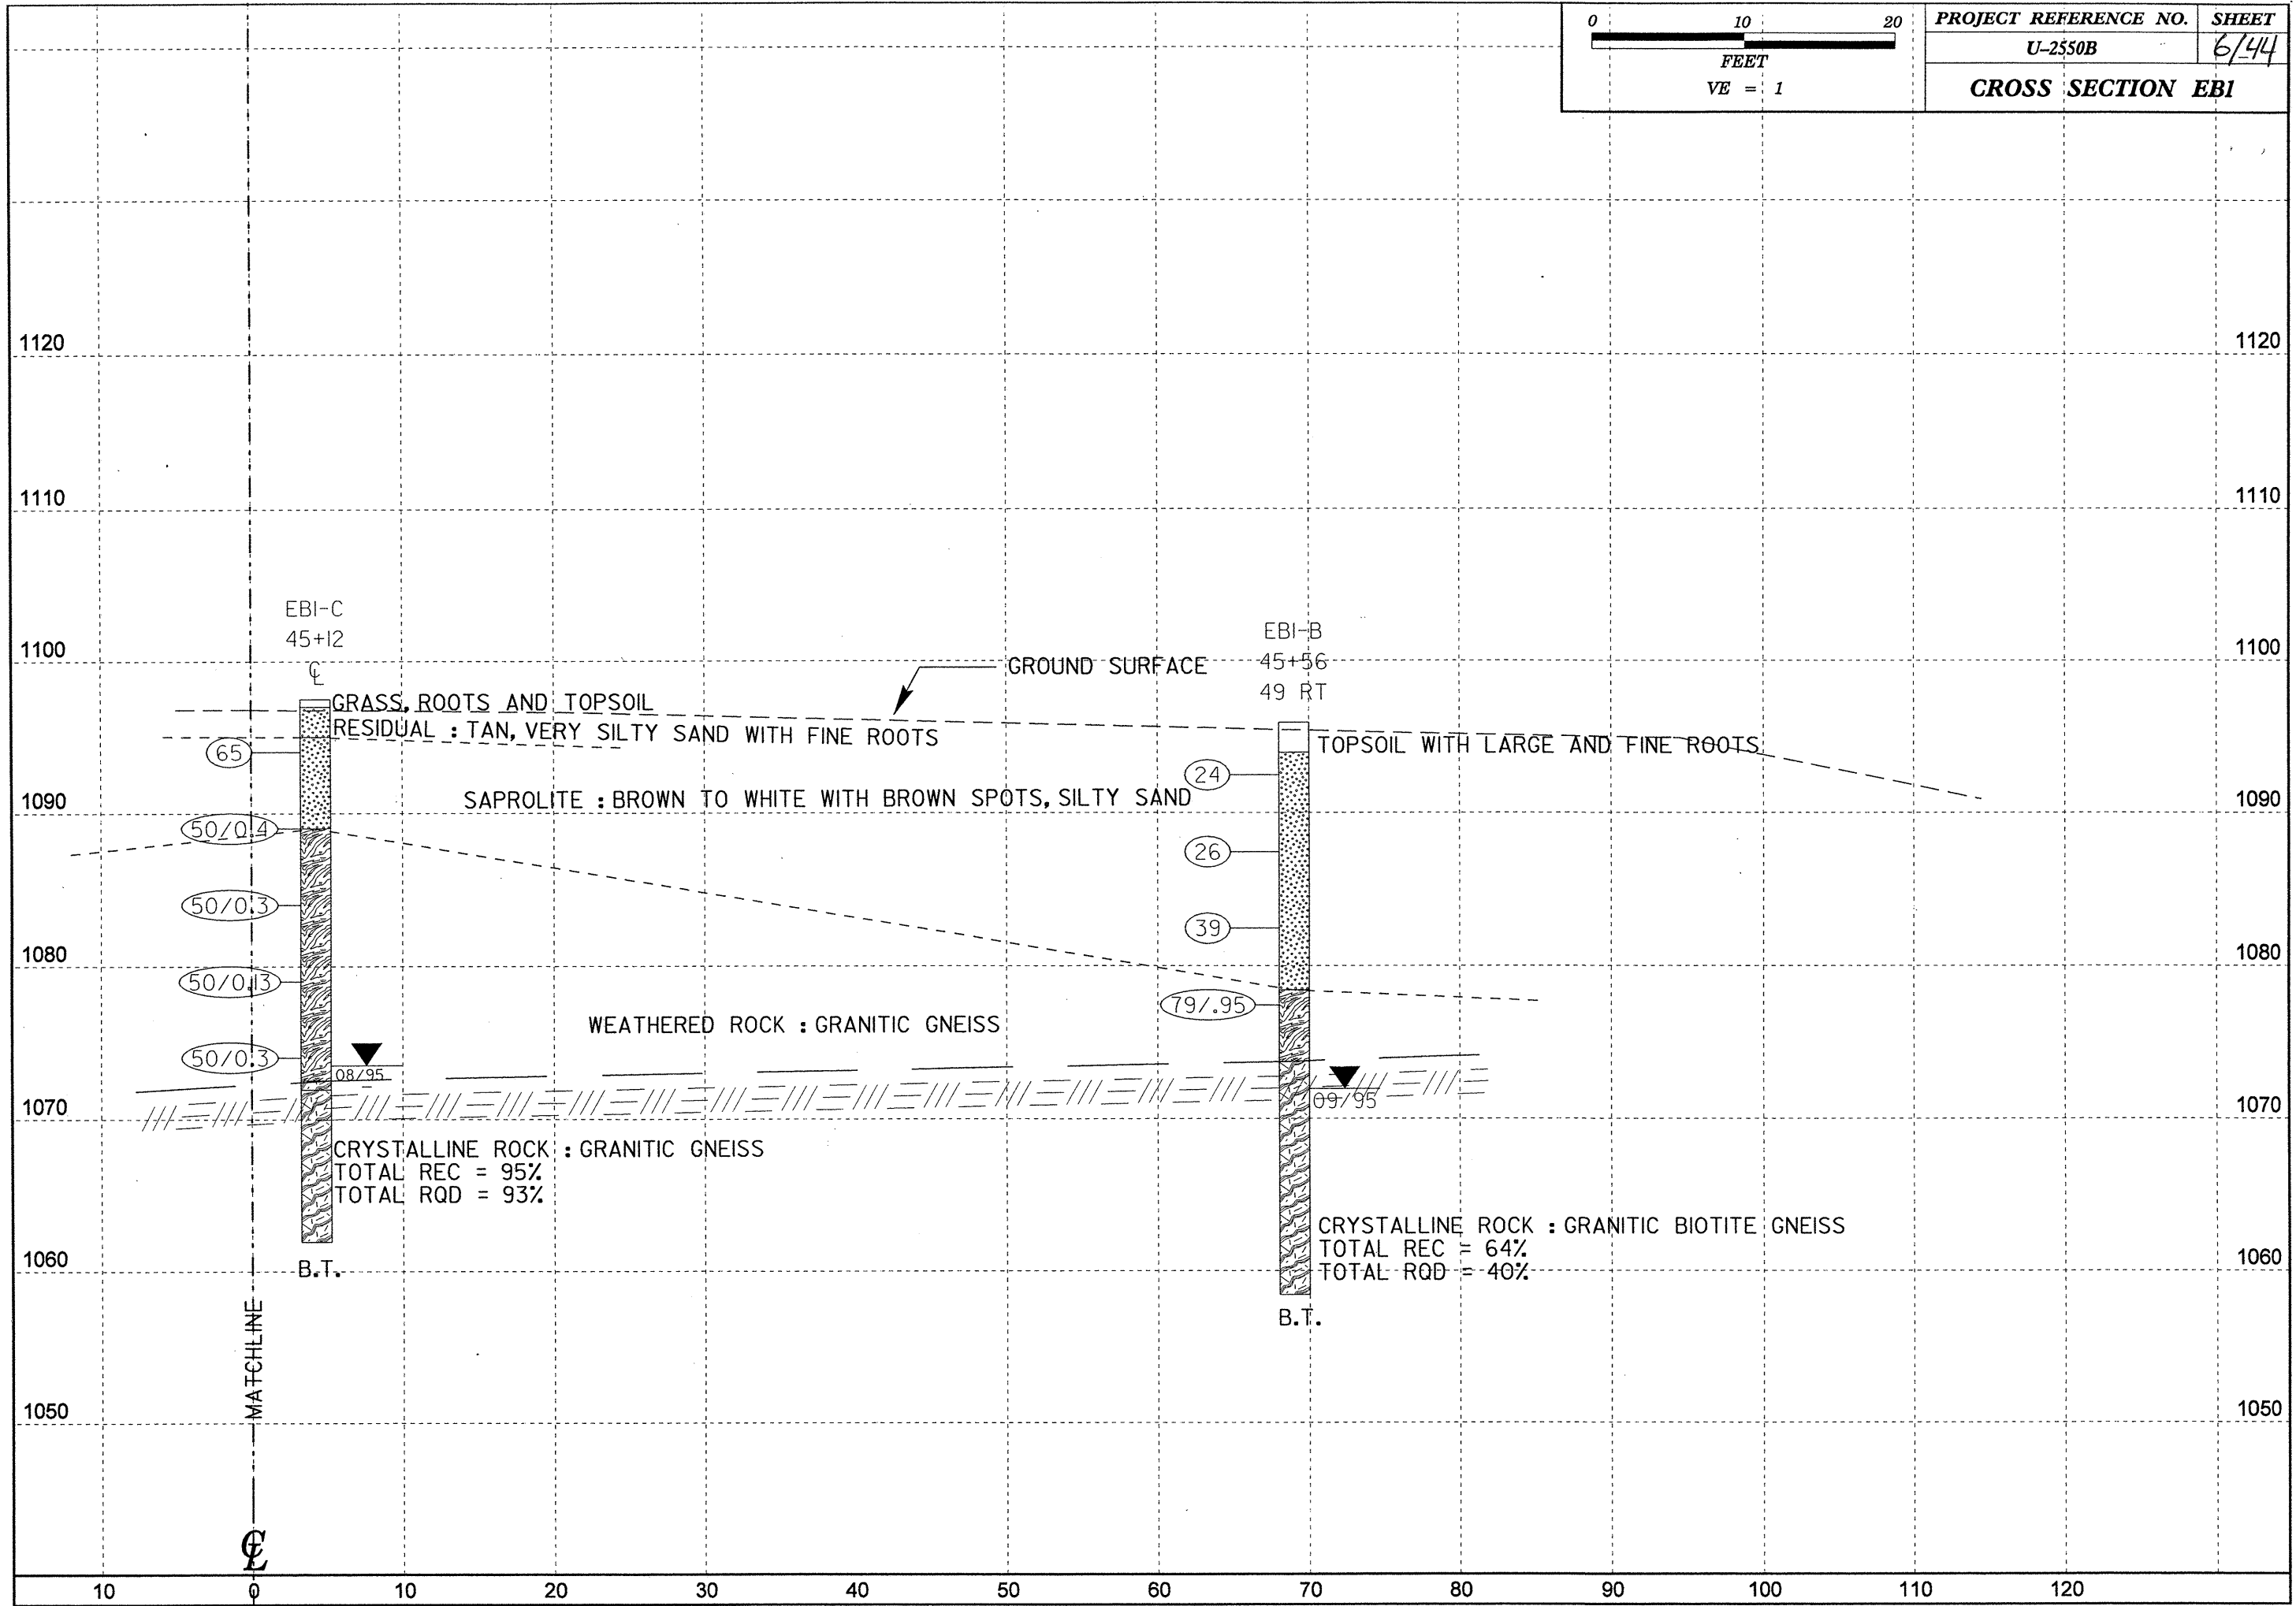 0 10 20
FEET
VE = 1
PROJECT REFERENCE NO. SHEET
U-2550B 6/44
CROSS SECTION EB1
1120 1120
1110 1110
EB1-C
45+12
℄
EB1-B
45+56
49 RT
1100 1100
GROUND SURFACE
GRASS, ROOTS AND TOPSOIL
RESIDUAL : TAN, VERY SILTY SAND WITH FINE ROOTS
TOPSOIL WITH LARGE AND FINE ROOTS
65
24
SAPROLITE : BROWN TO WHITE WITH BROWN SPOTS, SILTY SAND
1090 1090
50/0.4
26
50/0.3
39
1080 1080
50/0.13
79/.95
WEATHERED ROCK : GRANITIC GNEISS
50/0.3
08/95
09/95
1070 1070
CRYSTALLINE ROCK : GRANITIC GNEISS
TOTAL REC = 95%
TOTAL RQD = 93%
CRYSTALLINE ROCK : GRANITIC BIOTITE GNEISS
TOTAL REC = 64%
TOTAL RQD = 40%
1060 1060
B.T.
B.T.
MATCHLINE
1050 1050
℄
10 0 10 20 30 40 50 60 70 80 90 100 110 120